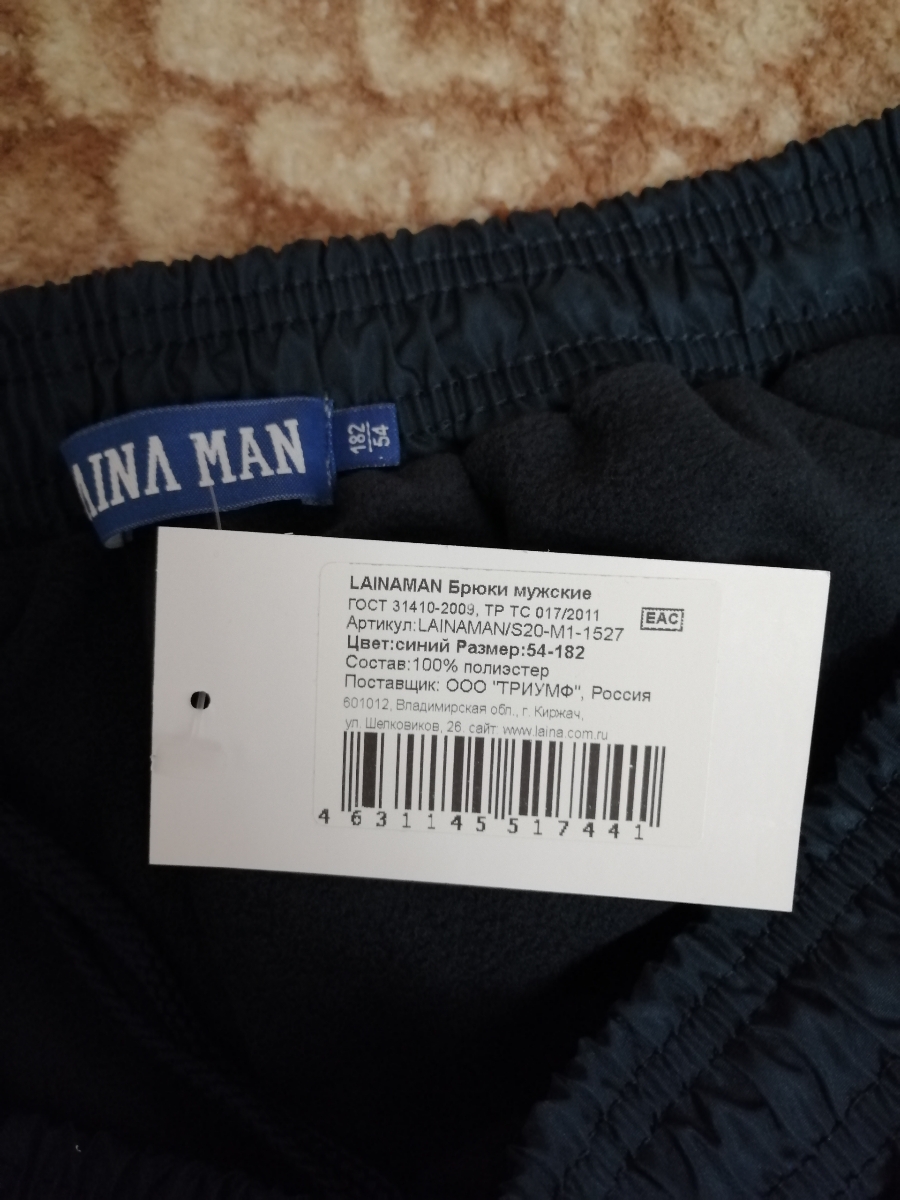 AINA MAN
182
54
LAINAMAN Брюки мужские
ГОСТ 31410-2009, ТР ТС 017/2011
EAC
Артикул:LAINAMAN/S20-M1-1527
Цвет:синий Размер:54-182
Состав:100% полиэстер
Поставщик: ООО "ТРИУМФ", Россия
601012, Владимирская обл., г. Киржач,
ул. Шелковиков, 26, сайт: www.laina.com.ru
4 631145 517441